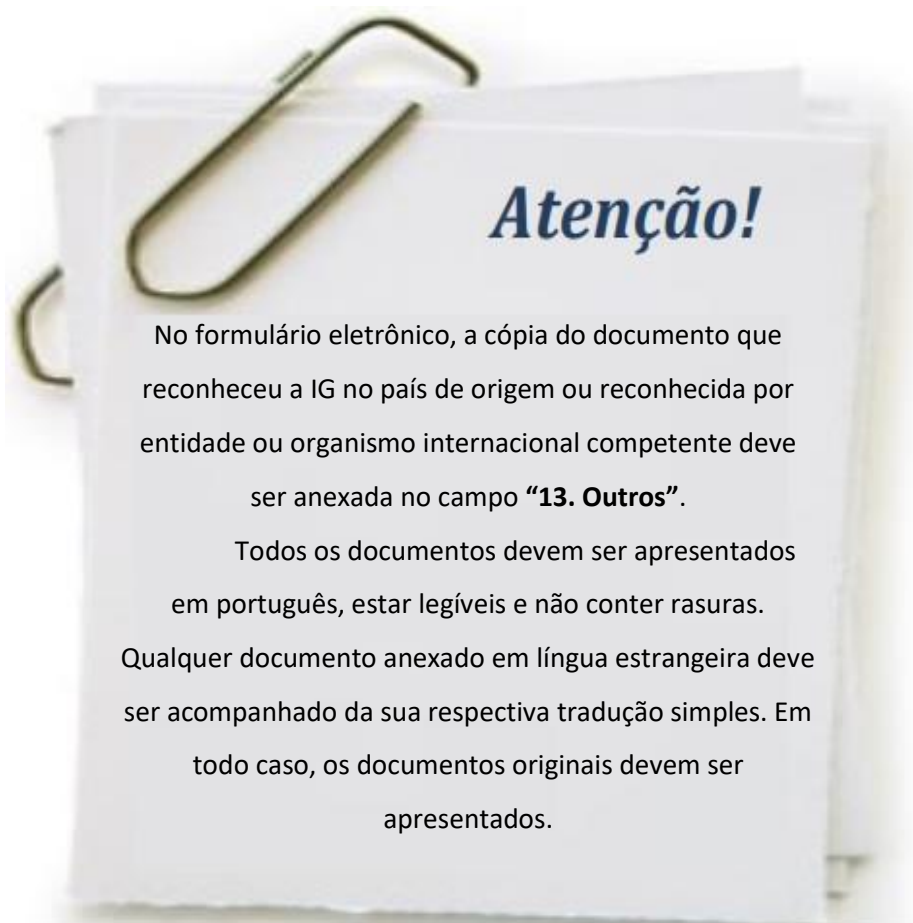 Atenção!
No formulário eletrônico, a cópia do documento que
reconheceu a IG no país de origem ou reconhecida por
entidade ou organismo internacional competente deve
ser anexada no campo “13. Outros”.
Todos os documentos devem ser apresentados
em português, estar legíveis e não conter rasuras.
Qualquer documento anexado em língua estrangeira deve
ser acompanhado da sua respectiva tradução simples. Em
todo caso, os documentos originais devem ser
apresentados.